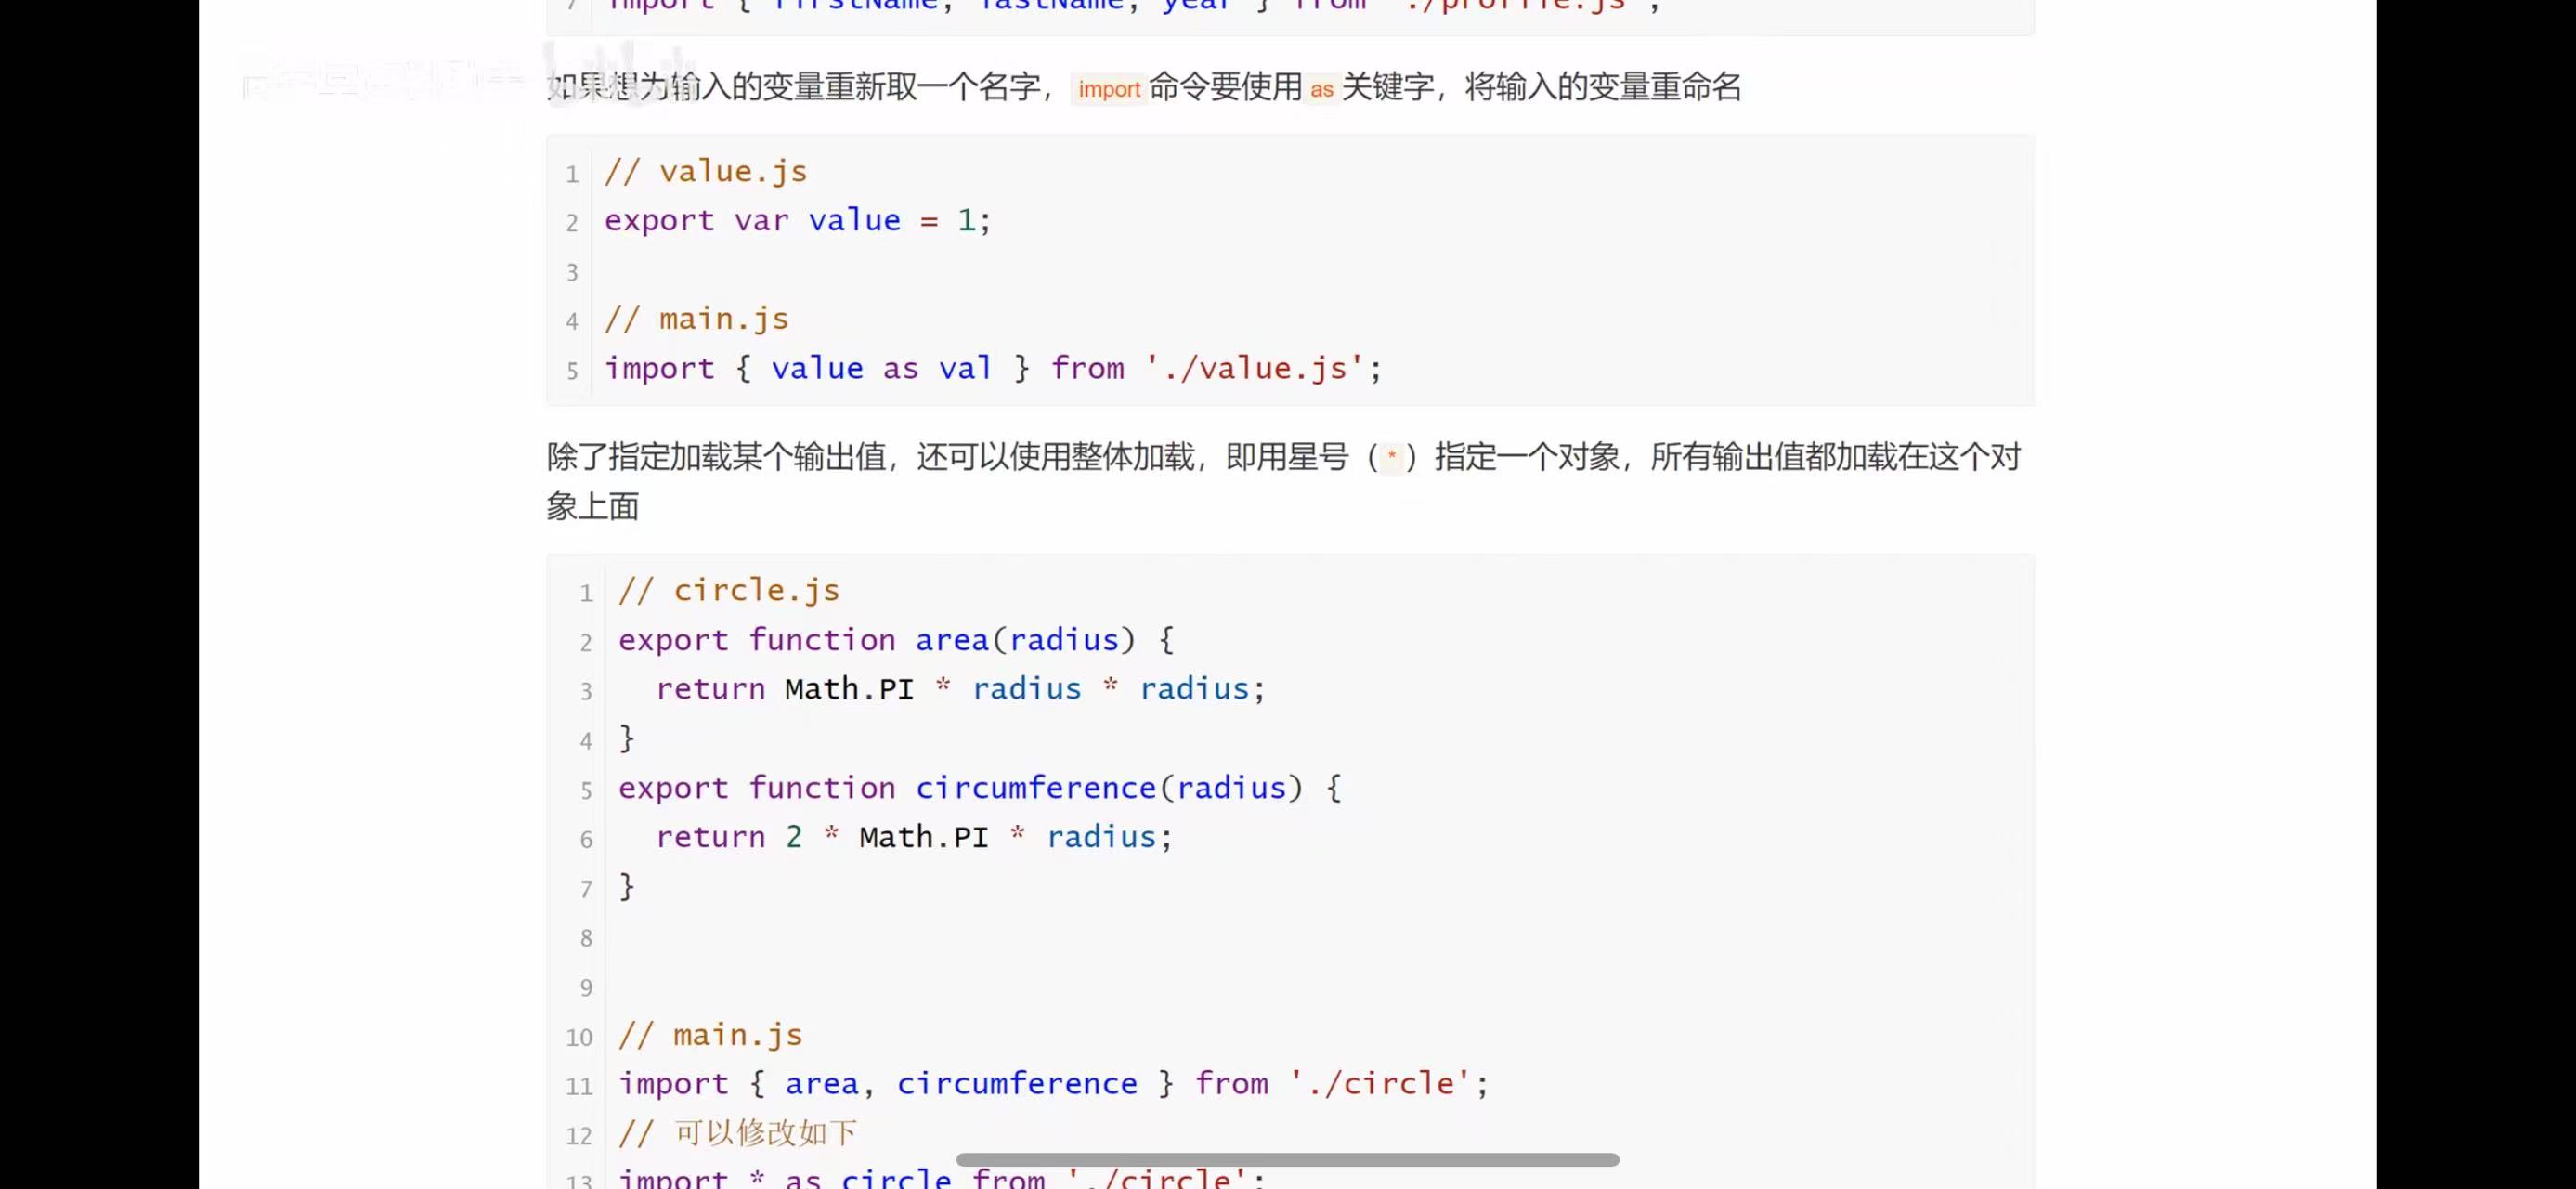 7 import { firstName, lastName, year } from './profile.js';
如果想为输入的变量重新取一个名字，import命令要使用as关键字，将输入的变量重命名
1 // value.js
2 export var value = 1;
3
4 // main.js
5 import { value as val } from './value.js';
除了指定加载某个输出值，还可以使用整体加载，即用星号（*）指定一个对象，所有输出值都加载在这个对
象上面
1 // circle.js
2 export function area(radius) {
3   return Math.PI * radius * radius;
4 }
5 export function circumference(radius) {
6   return 2 * Math.PI * radius;
7 }
8
9
10 // main.js
11 import { area, circumference } from './circle';
12 // 可以修改如下
13 import * as circle from './circle';